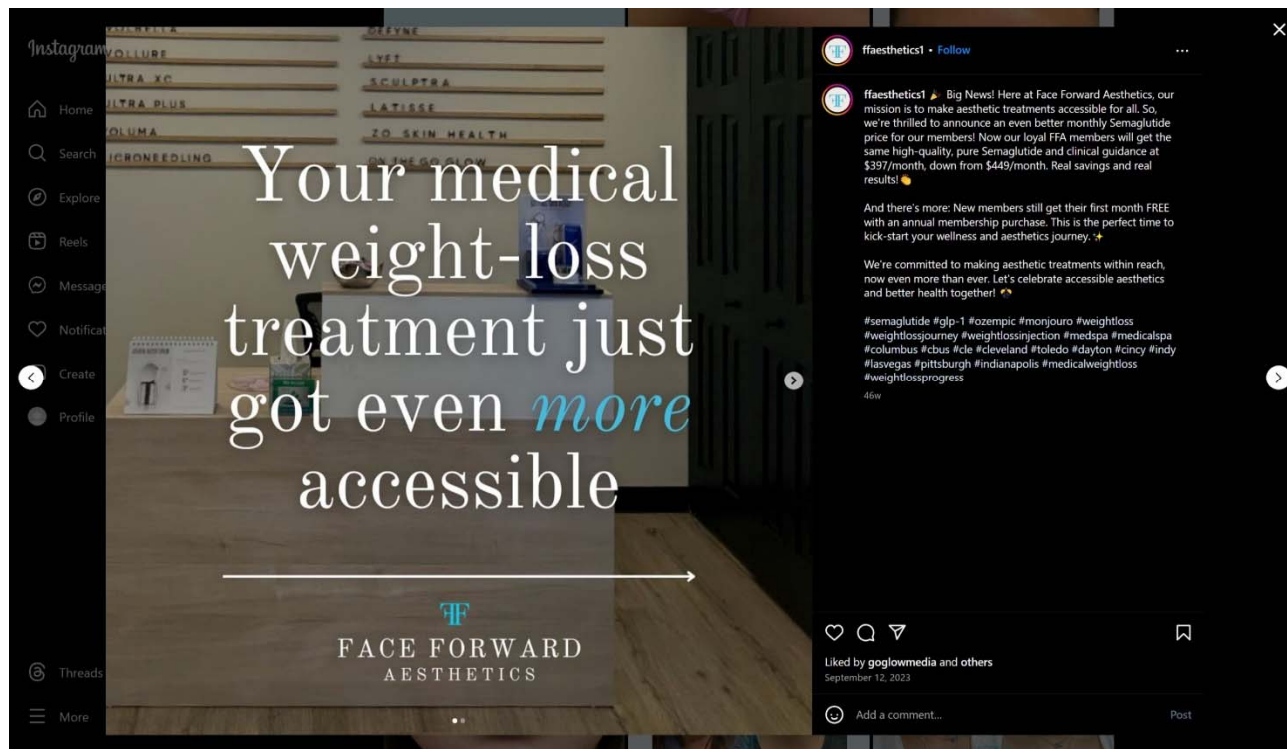 Instagram
Home
Search
Explore
Reels
Message
Notificat
Create
Profile
Threads
More
VOLLURE
ULTRA XC
ULTRA PLUS
VOLUMA
MICRONEEDLING
DEFYNE
LYFT
SCULPTRA
LATISSE
ZO SKIN HEALTH
ON THE GO GLOW
Your medical
weight-loss
treatment just
got even more
accessible
FF
FACE FORWARD
AESTHETICS
ffaesthetics1 • Follow
ffaesthetics1 🎉 Big News! Here at Face Forward Aesthetics, our
mission is to make aesthetic treatments accessible for all. So,
we're thrilled to announce an even better monthly Semaglutide
price for our members! Now our loyal FFA members will get the
same high-quality, pure Semaglutide and clinical guidance at
$397/month, down from $449/month. Real savings and real
results!👏
And there's more: New members still get their first month FREE
with an annual membership purchase. This is the perfect time to
kick-start your wellness and aesthetics journey.✨
We're committed to making aesthetic treatments within reach,
now even more than ever. Let's celebrate accessible aesthetics
and better health together!
#semaglutide #glp-1 #ozempic #monjouro #weightloss
#weightlossjourney #weightlossinjection #medspa #medicalspa
#columbus #cbus #cle #cleveland #toledo #dayton #cincy #indy
#lasvegas #pittsburgh #indianapolis #medicalweightloss
#weightlossprogress
46w
Liked by goglowmedia and others
September 12, 2023
Add a comment...
Post